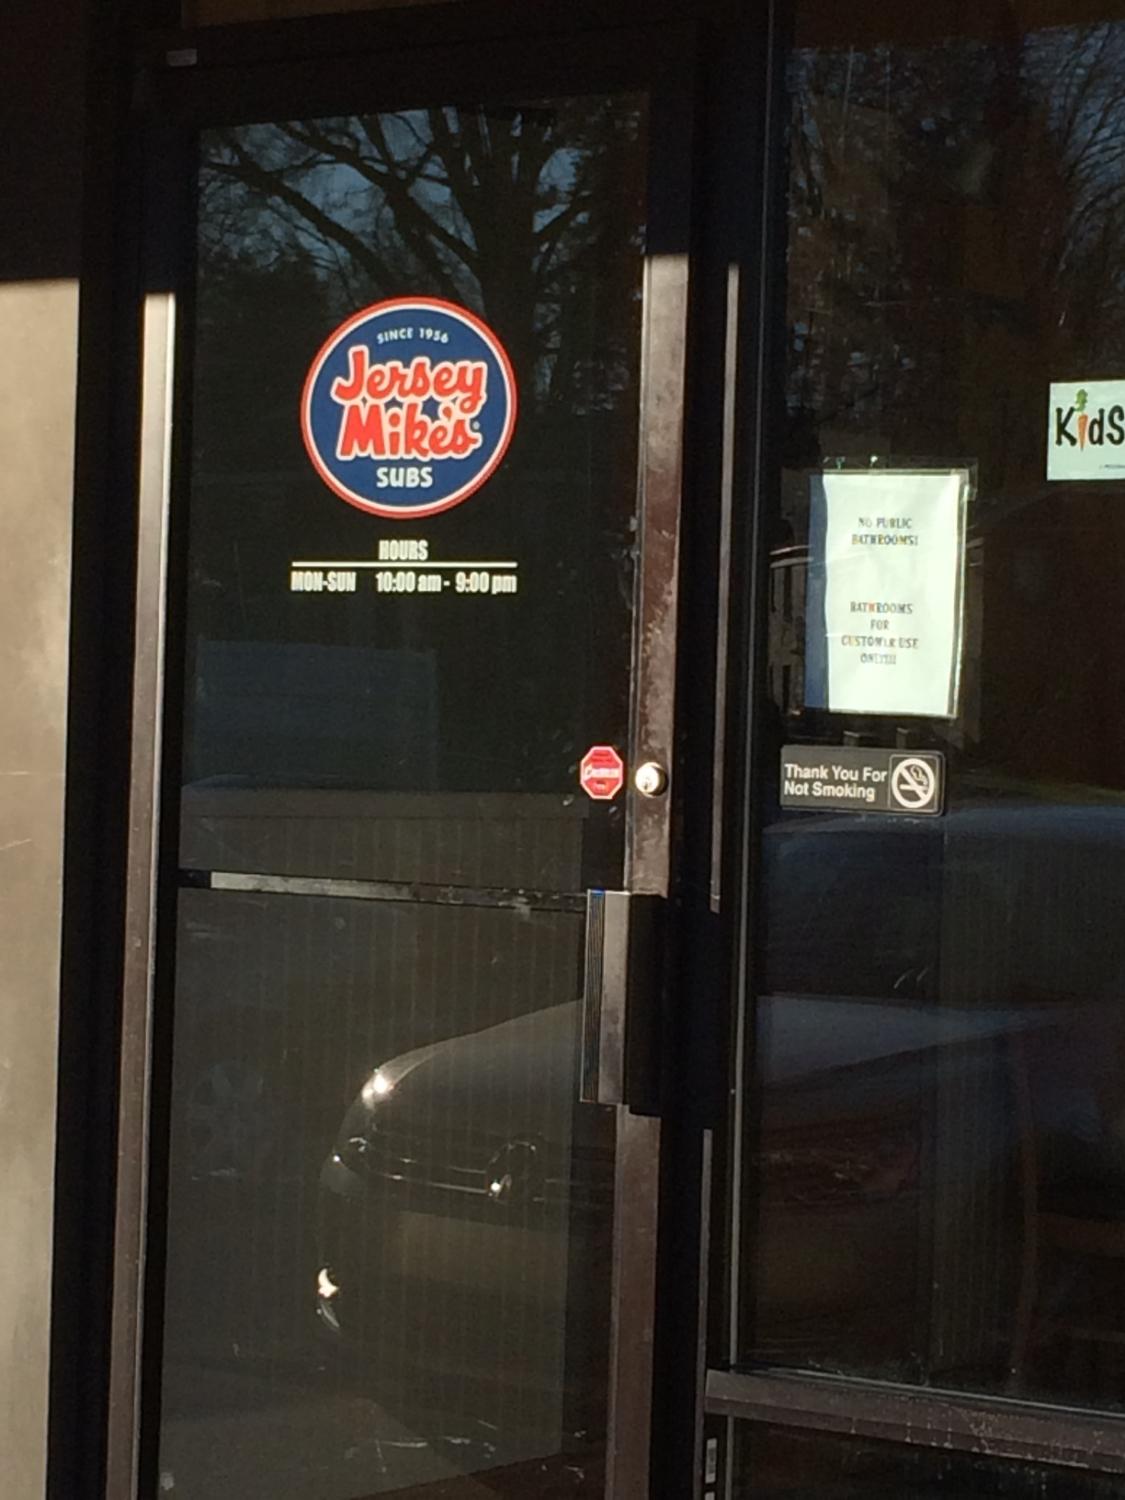 SINCE 1956
Jersey
Mike's
SUBS
HOURS
MON-SUN 10:00 am - 9:00 pm
KidS
NO PUBLIC
BATHROOMS!
BATHROOMS
FOR
CUSTOMER USE
ONLY!!!
Thank You For
Not Smoking